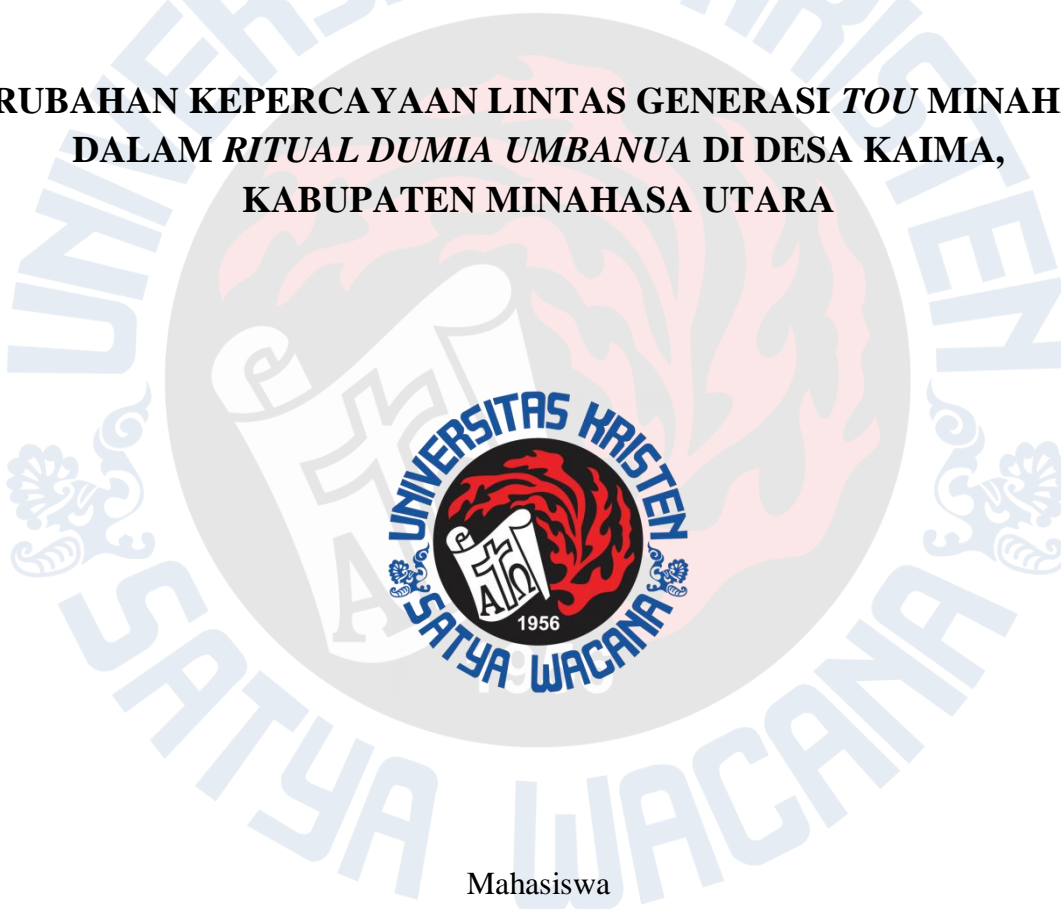 RUBAHAN KEPERCAYAAN LINTAS GENERASI TOU MINAH
DALAM RITUAL DUMIA UMBANUA DI DESA KAIMA,
KABUPATEN MINAHASA UTARA
UNIVERSITAS KRISTEN
SATYA WACANA
A Ω
1956
Mahasiswa